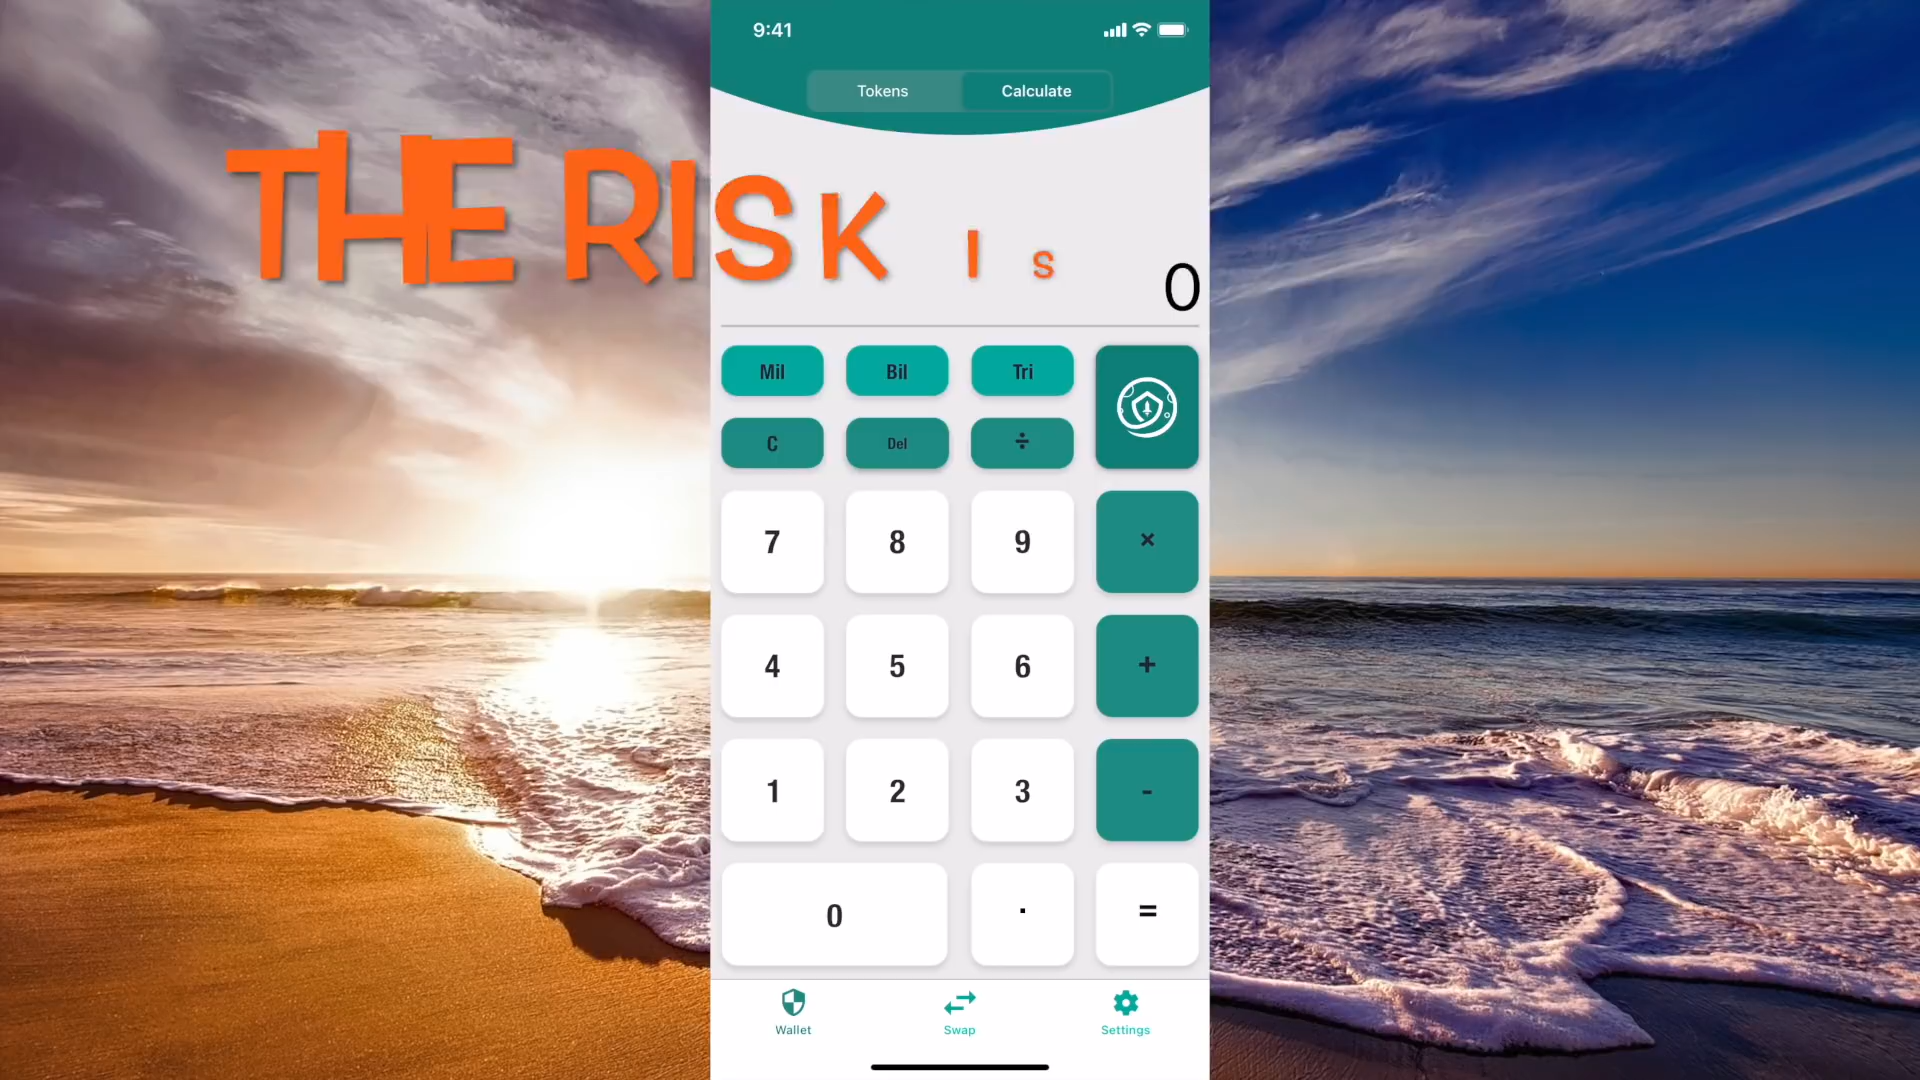 9:41
Tokens Calculate
THE RISK Is
0
Mil Bil Tri
C Del ÷
7 8 9 ×
4 5 6 +
1 2 3 -
0 . =
Wallet Swap Settings